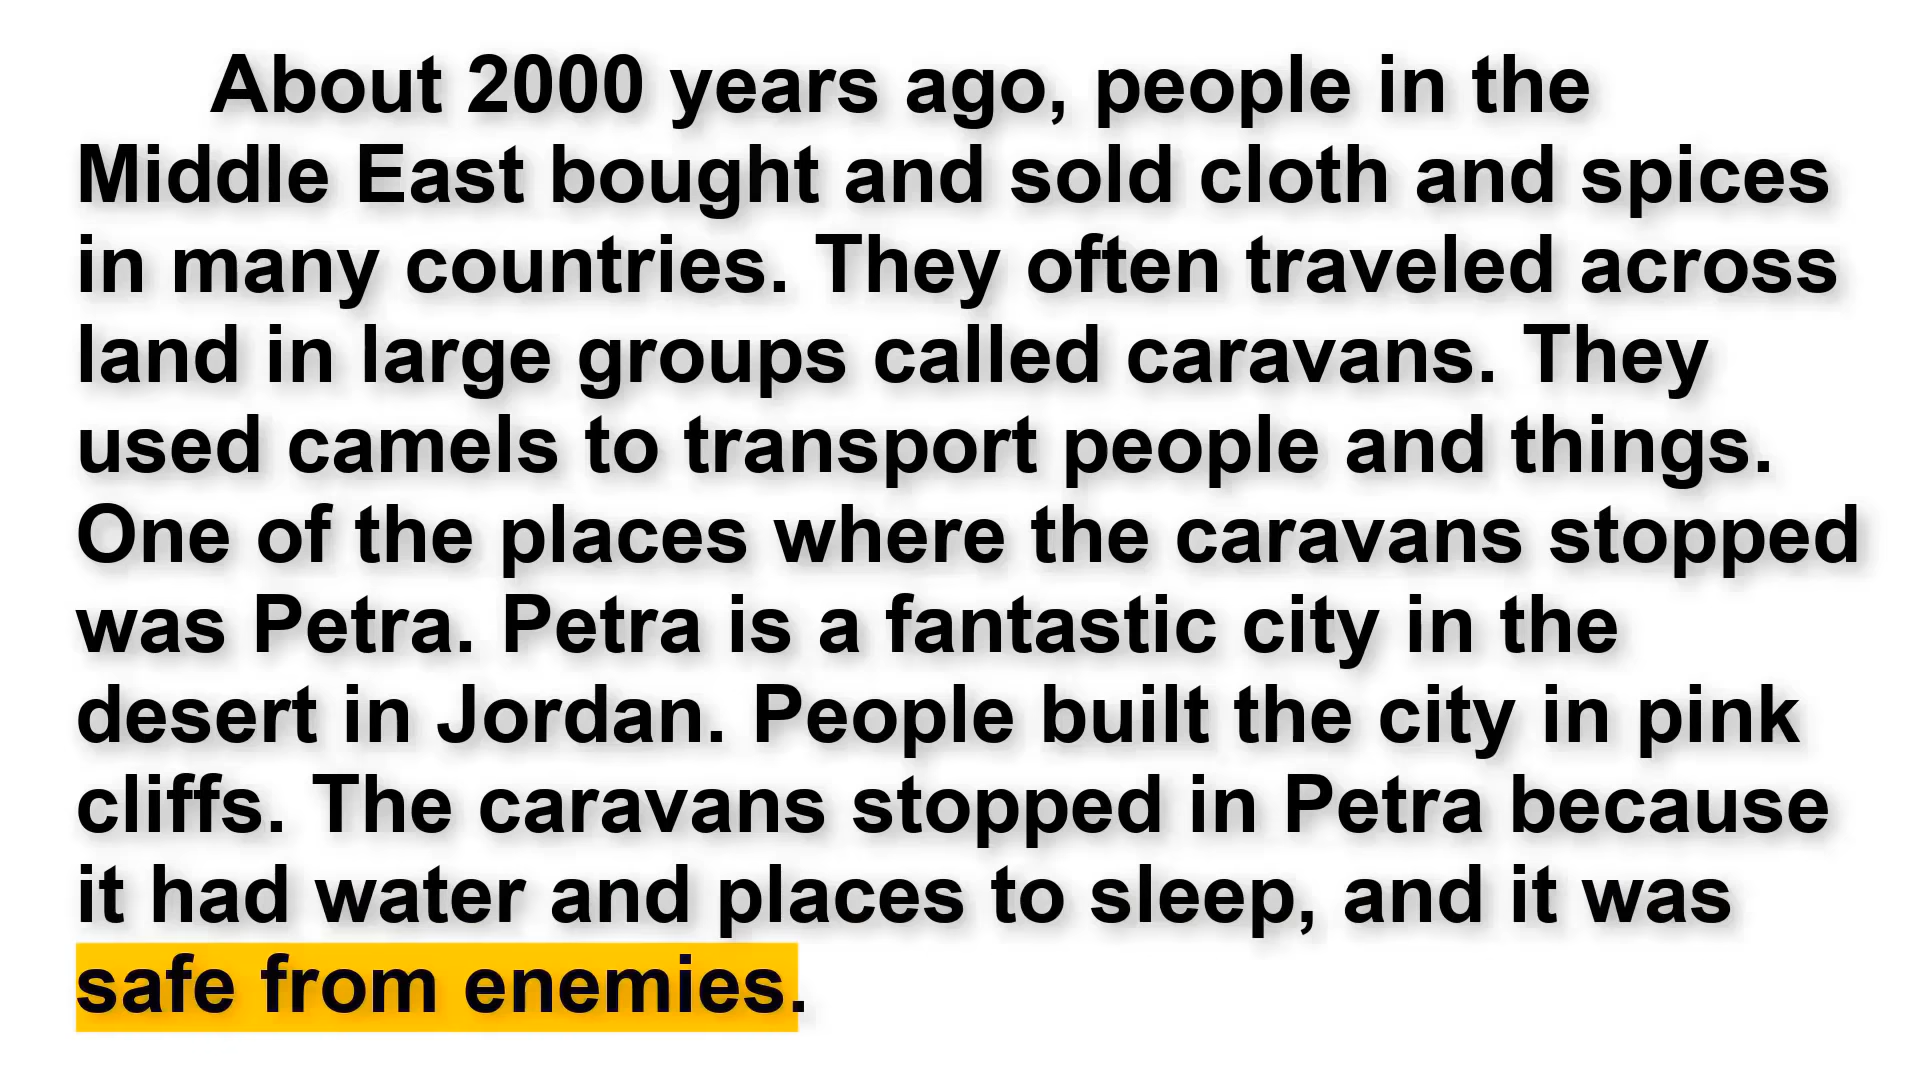 About 2000 years ago, people in the
Middle East bought and sold cloth and spices
in many countries. They often traveled across
land in large groups called caravans. They
used camels to transport people and things.
One of the places where the caravans stopped
was Petra. Petra is a fantastic city in the
desert in Jordan. People built the city in pink
cliffs. The caravans stopped in Petra because
it had water and places to sleep, and it was
safe from enemies.